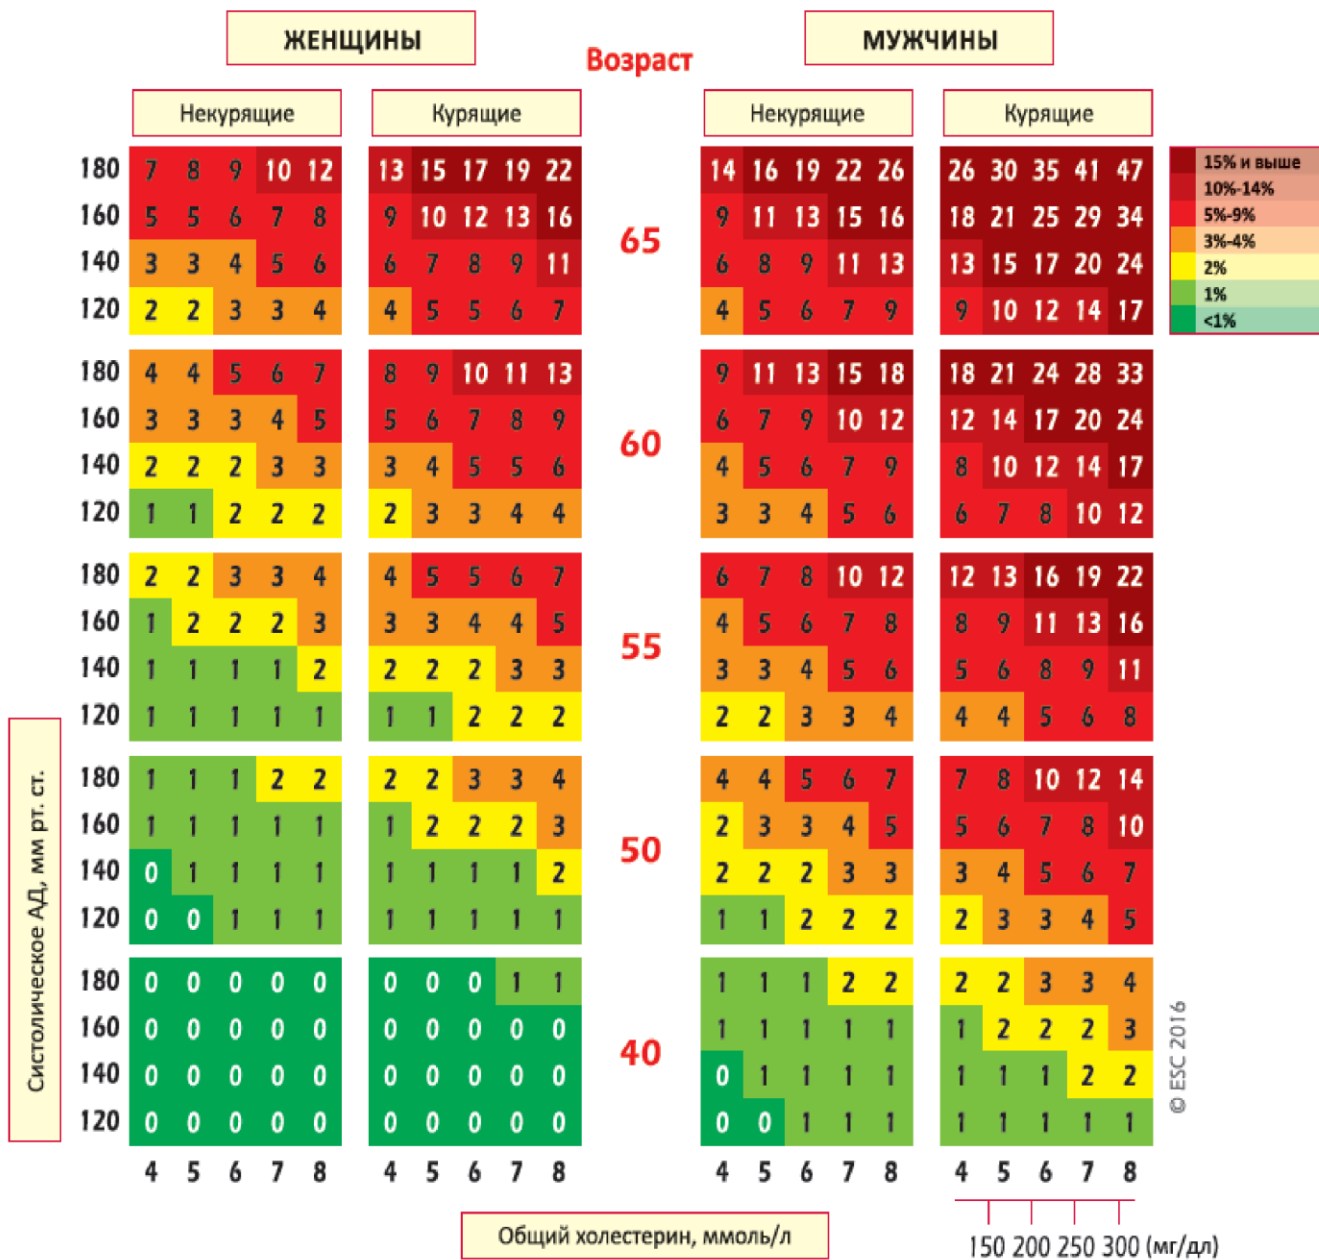 ЖЕНЩИНЫ
МУЖЧИНЫ
Возраст
Некурящие
Курящие
Некурящие
Курящие
180 7 8 9 10 12 13 15 17 19 22 14 16 19 22 26 26 30 35 41 47
160 5 5 6 7 8 9 10 12 13 16 9 11 13 15 16 18 21 25 29 34
65
140 3 3 4 5 6 6 7 8 9 11 6 8 9 11 13 13 15 17 20 24
120 2 2 3 3 4 4 5 5 6 7 4 5 6 7 9 9 10 12 14 17
15% и выше
10%-14%
5%-9%
3%-4%
2%
1%
<1%
180 4 4 5 6 7 8 9 10 11 13 9 11 13 15 18 18 21 24 28 33
160 3 3 3 4 5 5 6 7 8 9 6 7 9 10 12 12 14 17 20 24
60
140 2 2 2 3 3 3 4 5 5 6 4 5 6 7 9 8 10 12 14 17
120 1 1 2 2 2 2 3 3 4 4 3 3 4 5 6 6 7 8 10 12
180 2 2 3 3 4 4 5 5 6 7 6 7 8 10 12 12 13 16 19 22
160 1 2 2 2 3 3 3 4 4 5 4 5 6 7 8 8 9 11 13 16
55
140 1 1 1 1 2 2 2 2 3 3 3 3 4 5 6 5 6 8 9 11
120 1 1 1 1 1 1 1 2 2 2 2 2 3 3 4 4 4 5 6 8
180 1 1 1 2 2 2 2 3 3 4 4 4 5 6 7 7 8 10 12 14
160 1 1 1 1 1 1 2 2 2 3 2 3 3 4 5 5 6 7 8 10
50
140 0 1 1 1 1 1 1 1 1 2 2 2 2 3 3 3 4 5 6 7
120 0 0 1 1 1 1 1 1 1 1 1 1 2 2 2 2 3 3 4 5
180 0 0 0 0 0 0 0 0 1 1 1 1 1 2 2 2 2 3 3 4
160 0 0 0 0 0 0 0 0 0 0 1 1 1 1 1 1 2 2 2 3
40
140 0 0 0 0 0 0 0 0 0 0 0 1 1 1 1 1 1 1 2 2
120 0 0 0 0 0 0 0 0 0 0 0 0 1 1 1 1 1 1 1 1
4 5 6 7 8 4 5 6 7 8 4 5 6 7 8 4 5 6 7 8
Систолическое АД, мм рт. ст.
© ESC 2016
Общий холестерин, ммоль/л
150 200 250 300 (мг/дл)